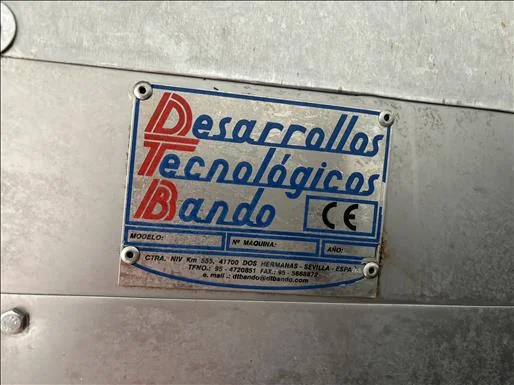 Desarrollos
Tecnológicos
Bando CE
MODELO: Nº MAQUINA: AÑO:
CTRA. NIV Km 555, 41700 DOS HERMANAS - SEVILLA - ESPA
TFNO.: 95 - 4720851 FAX.: 95 - 5668872
e. mail .: dtbando@dtbando.com